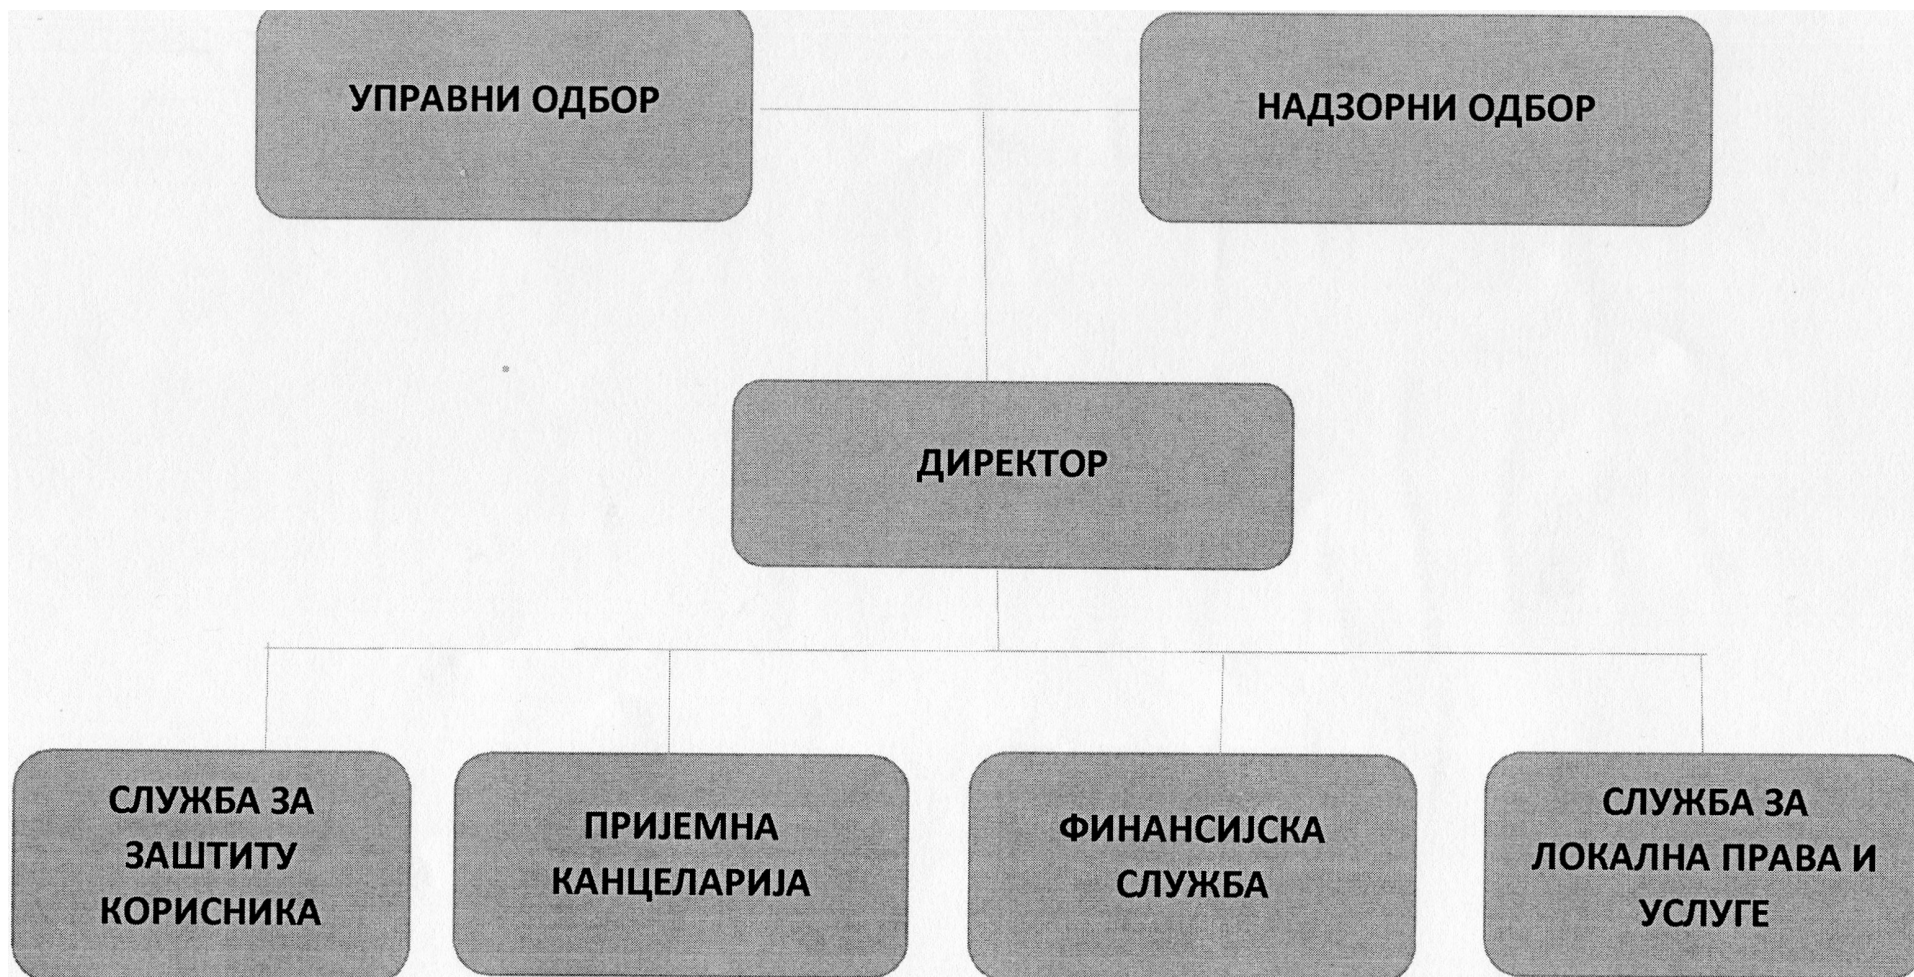 УПРАВНИ ОДБОР
НАДЗОРНИ ОДБОР
ДИРЕКТОР
СЛУЖБА ЗА
ЗАШТИТУ
КОРИСНИКА
ПРИЈЕМНА
КАНЦЕЛАРИЈА
ФИНАНСИЈСКА
СЛУЖБА
СЛУЖБА ЗА
ЛОКАЛНА ПРАВА И
УСЛУГЕ